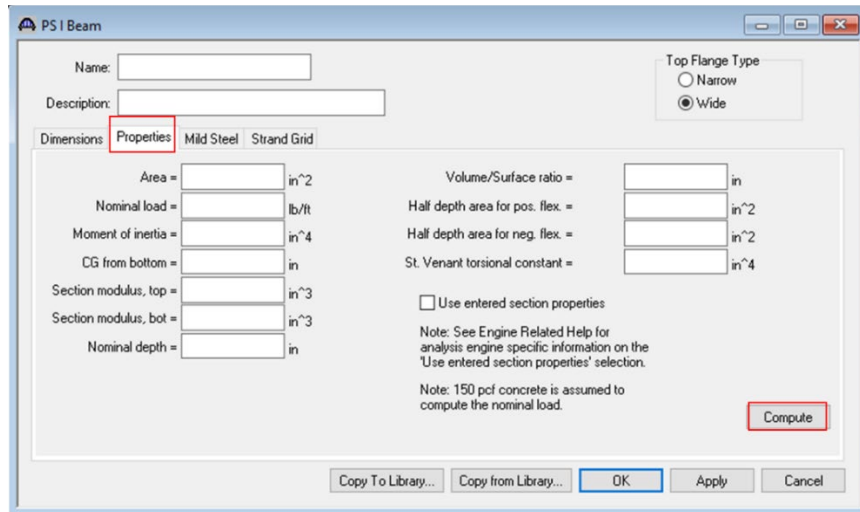 PS I Beam
Name:
Description:
Top Flange Type
Narrow
Wide
Dimensions Properties Mild Steel Strand Grid
Area = in^2
Nominal load = lb/ft
Moment of inertia = in^4
CG from bottom = in
Section modulus, top = in^3
Section modulus, bot = in^3
Nominal depth = in
Volume/Surface ratio = in
Half depth area for pos. flex. = in^2
Half depth area for neg. flex. = in^2
St. Venant torsional constant = in^4
Use entered section properties
Note: See Engine Related Help for
analysis engine specific information on the
'Use entered section properties' selection.
Note: 150 pcf concrete is assumed to
compute the nominal load.
Compute
Copy To Library... Copy from Library... OK Apply Cancel